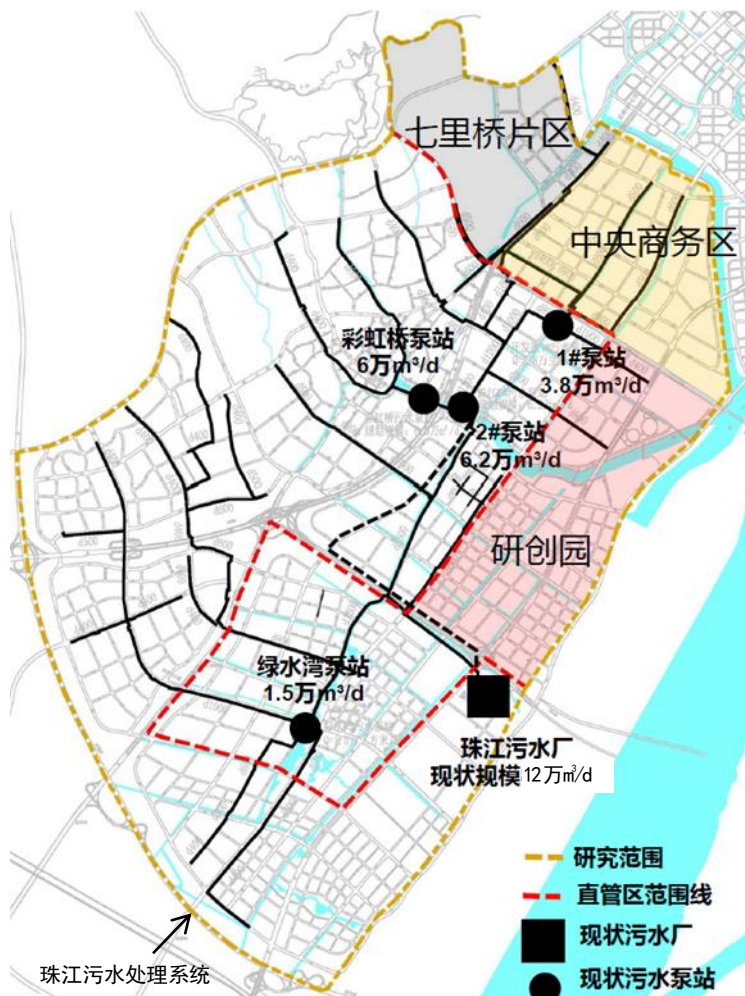 七里桥片区
中央商务区
彩虹桥泵站
6万m³/d
1#泵站
3.8万m³/d
2#泵站
6.2万m³/d
研创园
绿水湾泵站
1.5万m³/d
珠江污水厂
现状规模12万m³/d
研究范围
直管区范围线
现状污水厂
现状污水泵站
珠江污水处理系统
d400
d500